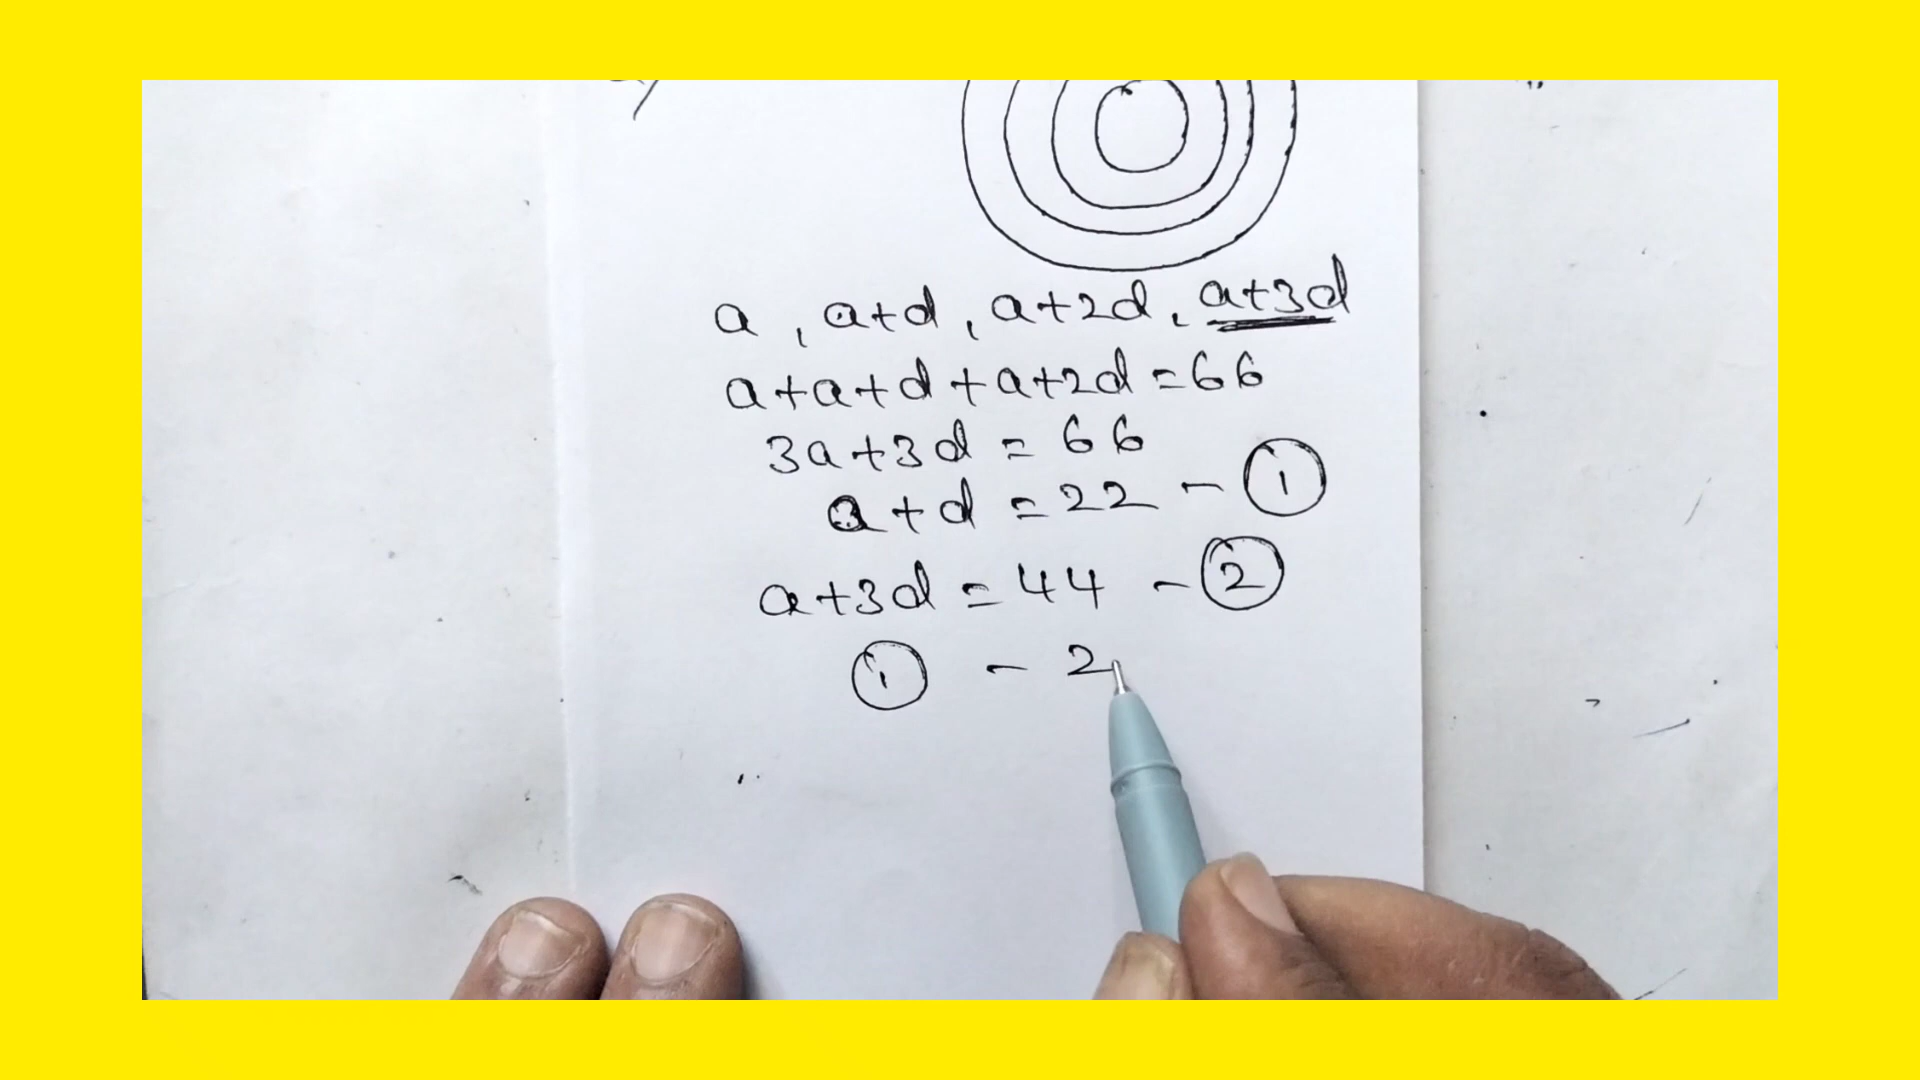 a, a+d, a+2d, a+3d
a+a+d+a+2d=66
3a+3d=66
a+d=22 - ①
a+3d=44 - ②
① - 2